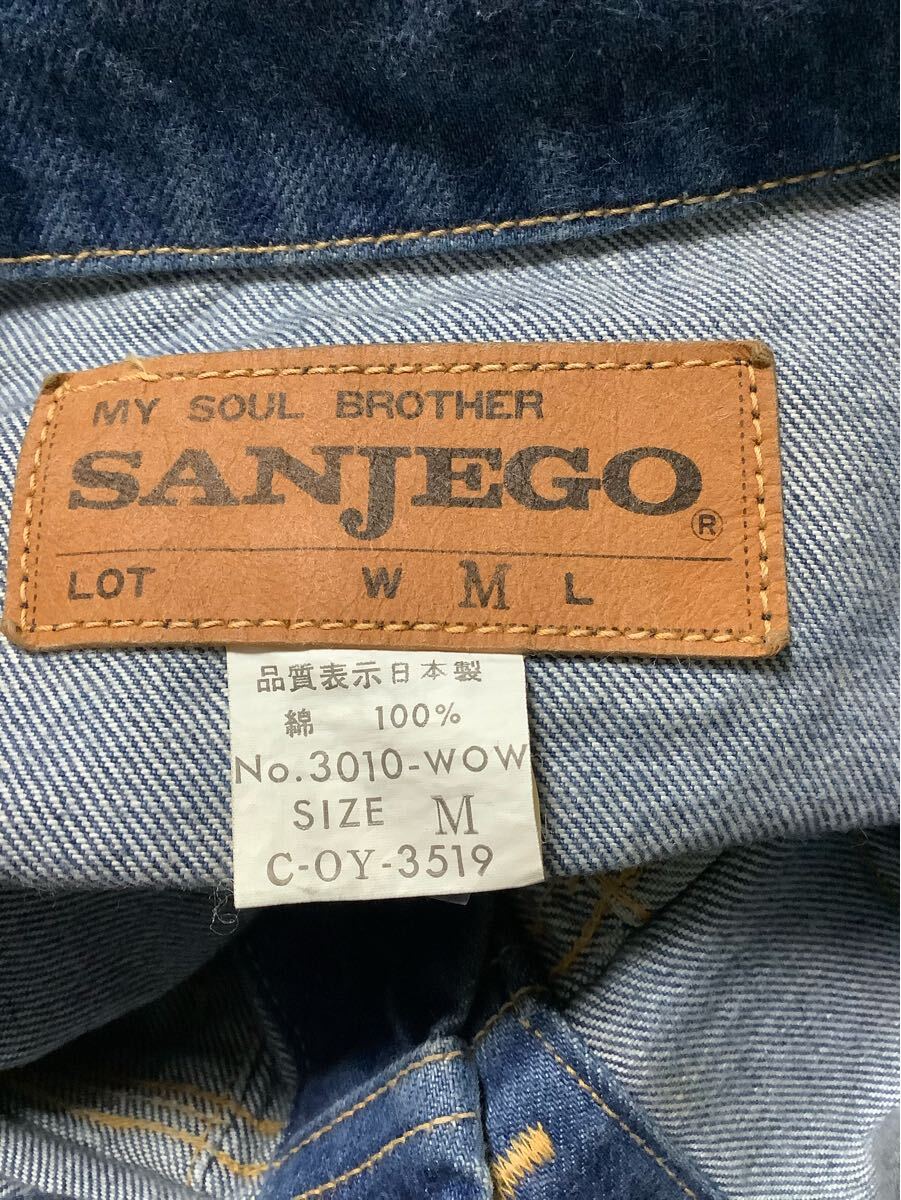 MY SOUL BROTHER
SANJEGO ®
LOT W M L
品質表示日本製
綿 100%
No.3010-WOW
SIZE M
C-OY-3519